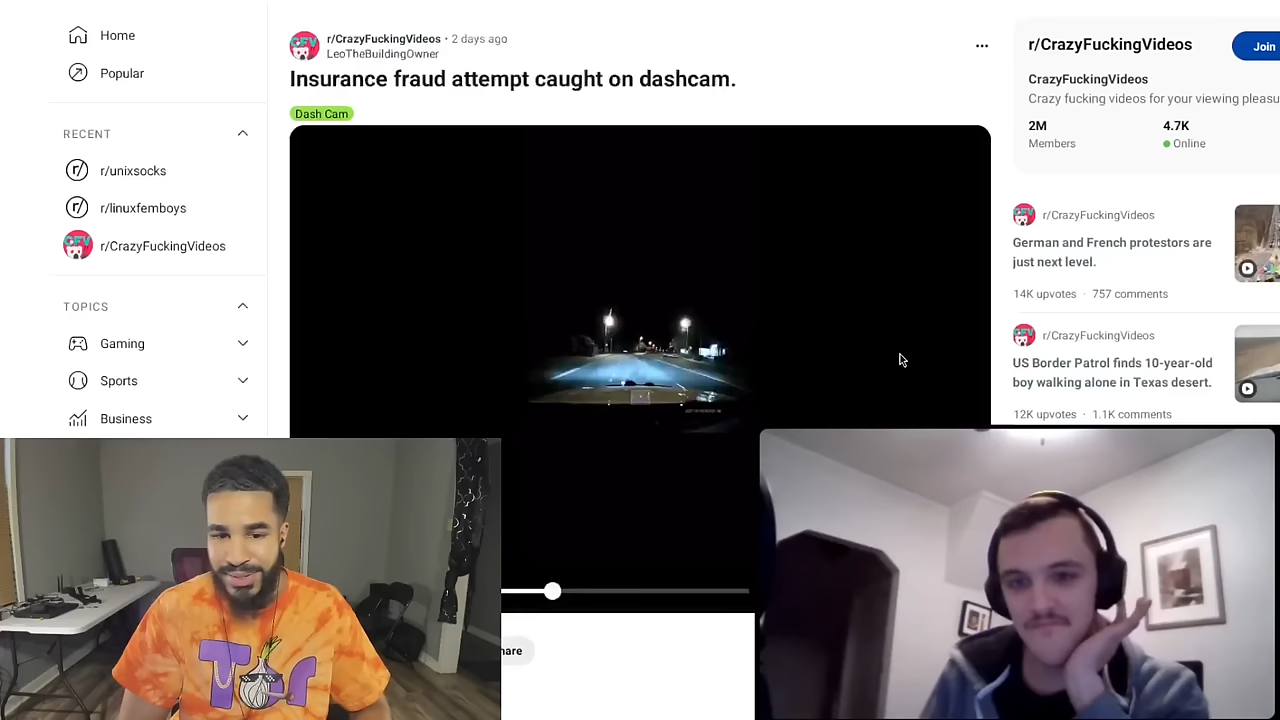 Home
Popular
RECENT
r/unixsocks
r/linuxfemboys
r/CrazyFuckingVideos
TOPICS
Gaming
Sports
Business
r/CrazyFuckingVideos • 2 days ago
LeoTheBuildingOwner
Insurance fraud attempt caught on dashcam.
Dash Cam
hare
r/CrazyFuckingVideos
Join
CrazyFuckingVideos
Crazy fucking videos for your viewing pleasu
2M
4.7K
Members
Online
r/CrazyFuckingVideos
German and French protestors are
just next level.
14K upvotes · 757 comments
r/CrazyFuckingVideos
US Border Patrol finds 10-year-old
boy walking alone in Texas desert.
12K upvotes · 1.1K comments
Tor